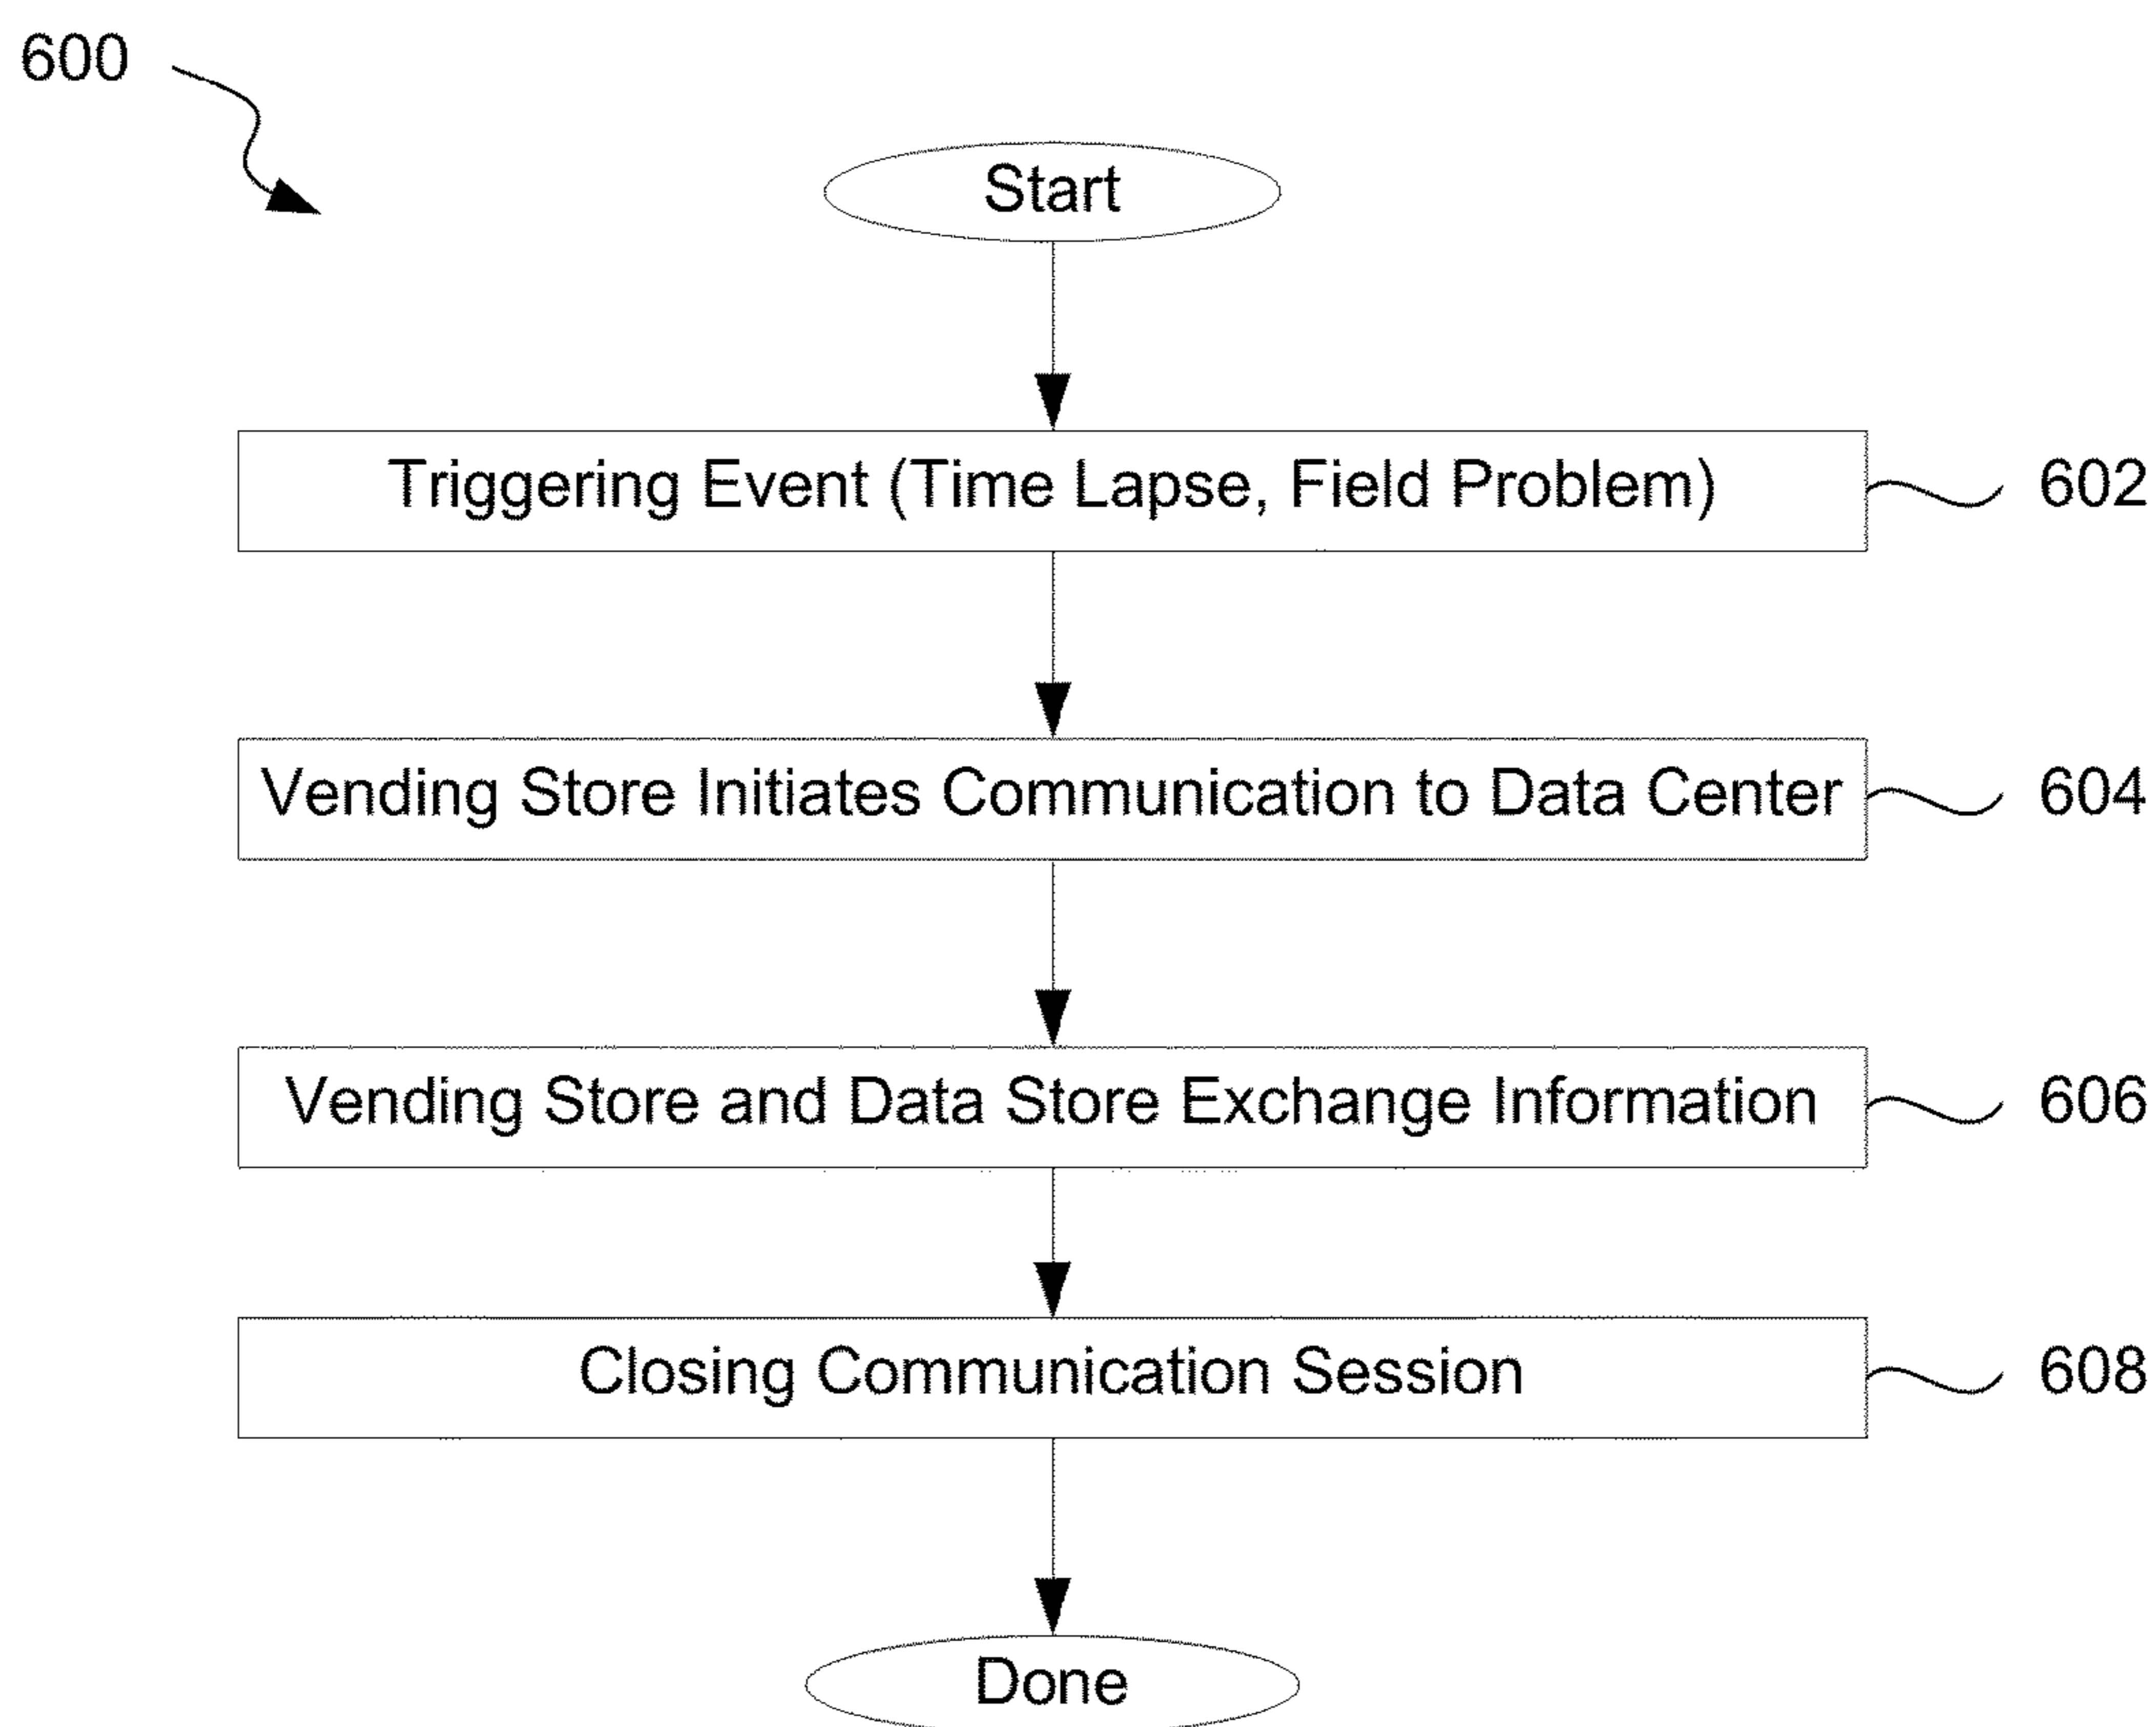 600
Start
Triggering Event (Time Lapse, Field Problem)
602
Vending Store Initiates Communication to Data Center
604
Vending Store and Data Store Exchange Information
606
Closing Communication Session
608
Done